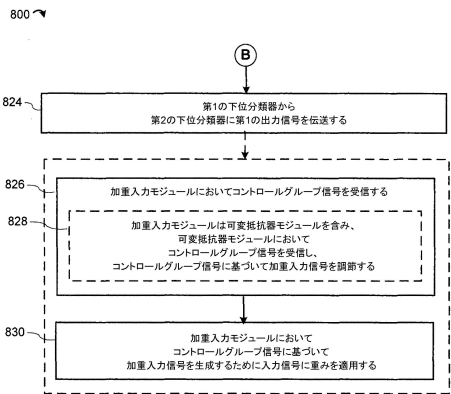 800
B
824
第1の下位分類器から
第2の下位分類器に第1の出力信号を伝送する
826
加重入力モジュールにおいてコントロールグループ信号を受信する
828
加重入力モジュールは可変抵抗器モジュールを含み、
可変抵抗器モジュールにおいて
コントロールグループ信号を受信し、
コントロールグループ信号に基づいて加重入力信号を調節する
830
加重入力モジュールにおいて
コントロールグループ信号に基づいて
加重入力信号を生成するために入力信号に重みを適用する